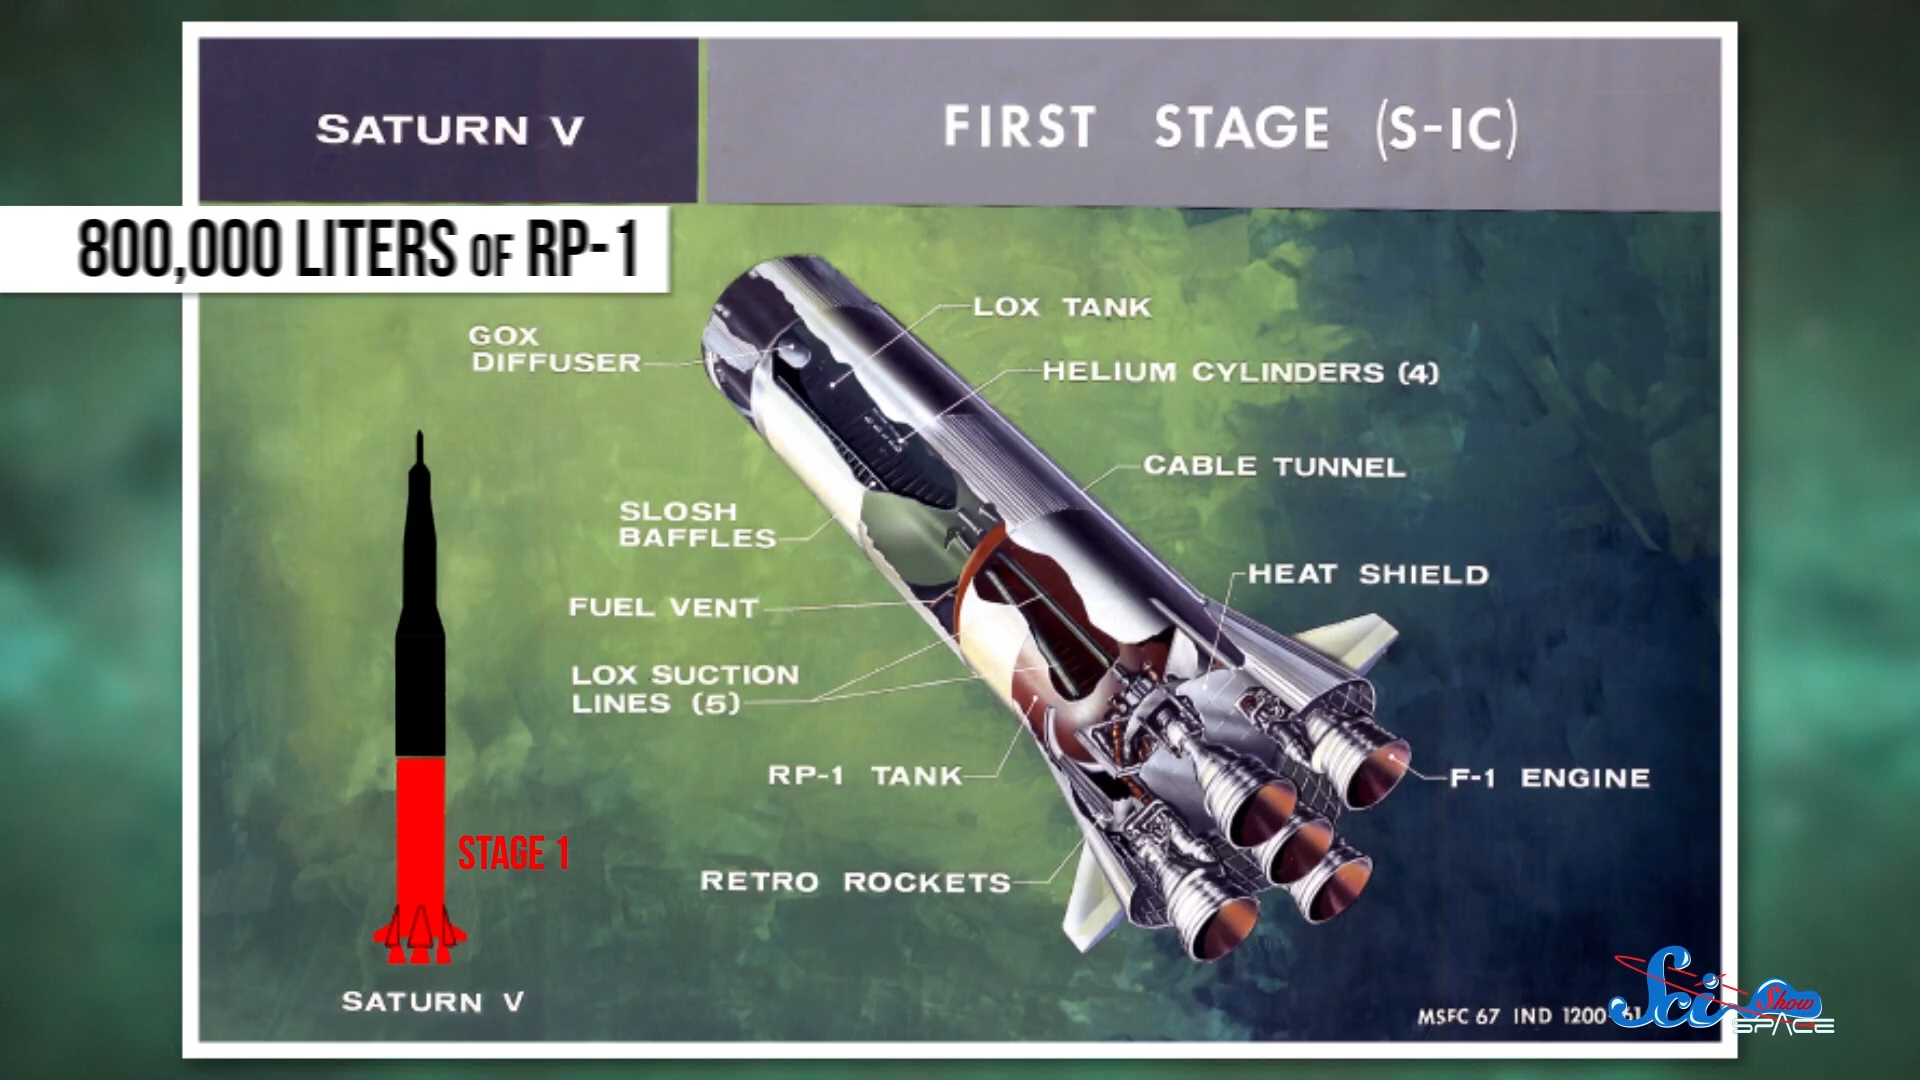 SATURN V
FIRST STAGE (S-IC)
800,000 LITERS OF RP-1
LOX TANK
GOX
DIFFUSER
HELIUM CYLINDERS (4)
CABLE TUNNEL
SLOSH
BAFFLES
HEAT SHIELD
FUEL VENT
LOX SUCTION
LINES (5)
RP-1 TANK
F-1 ENGINE
STAGE 1
RETRO ROCKETS
SATURN V
MSFC 67 IND 1200
Sci Show
SPACE